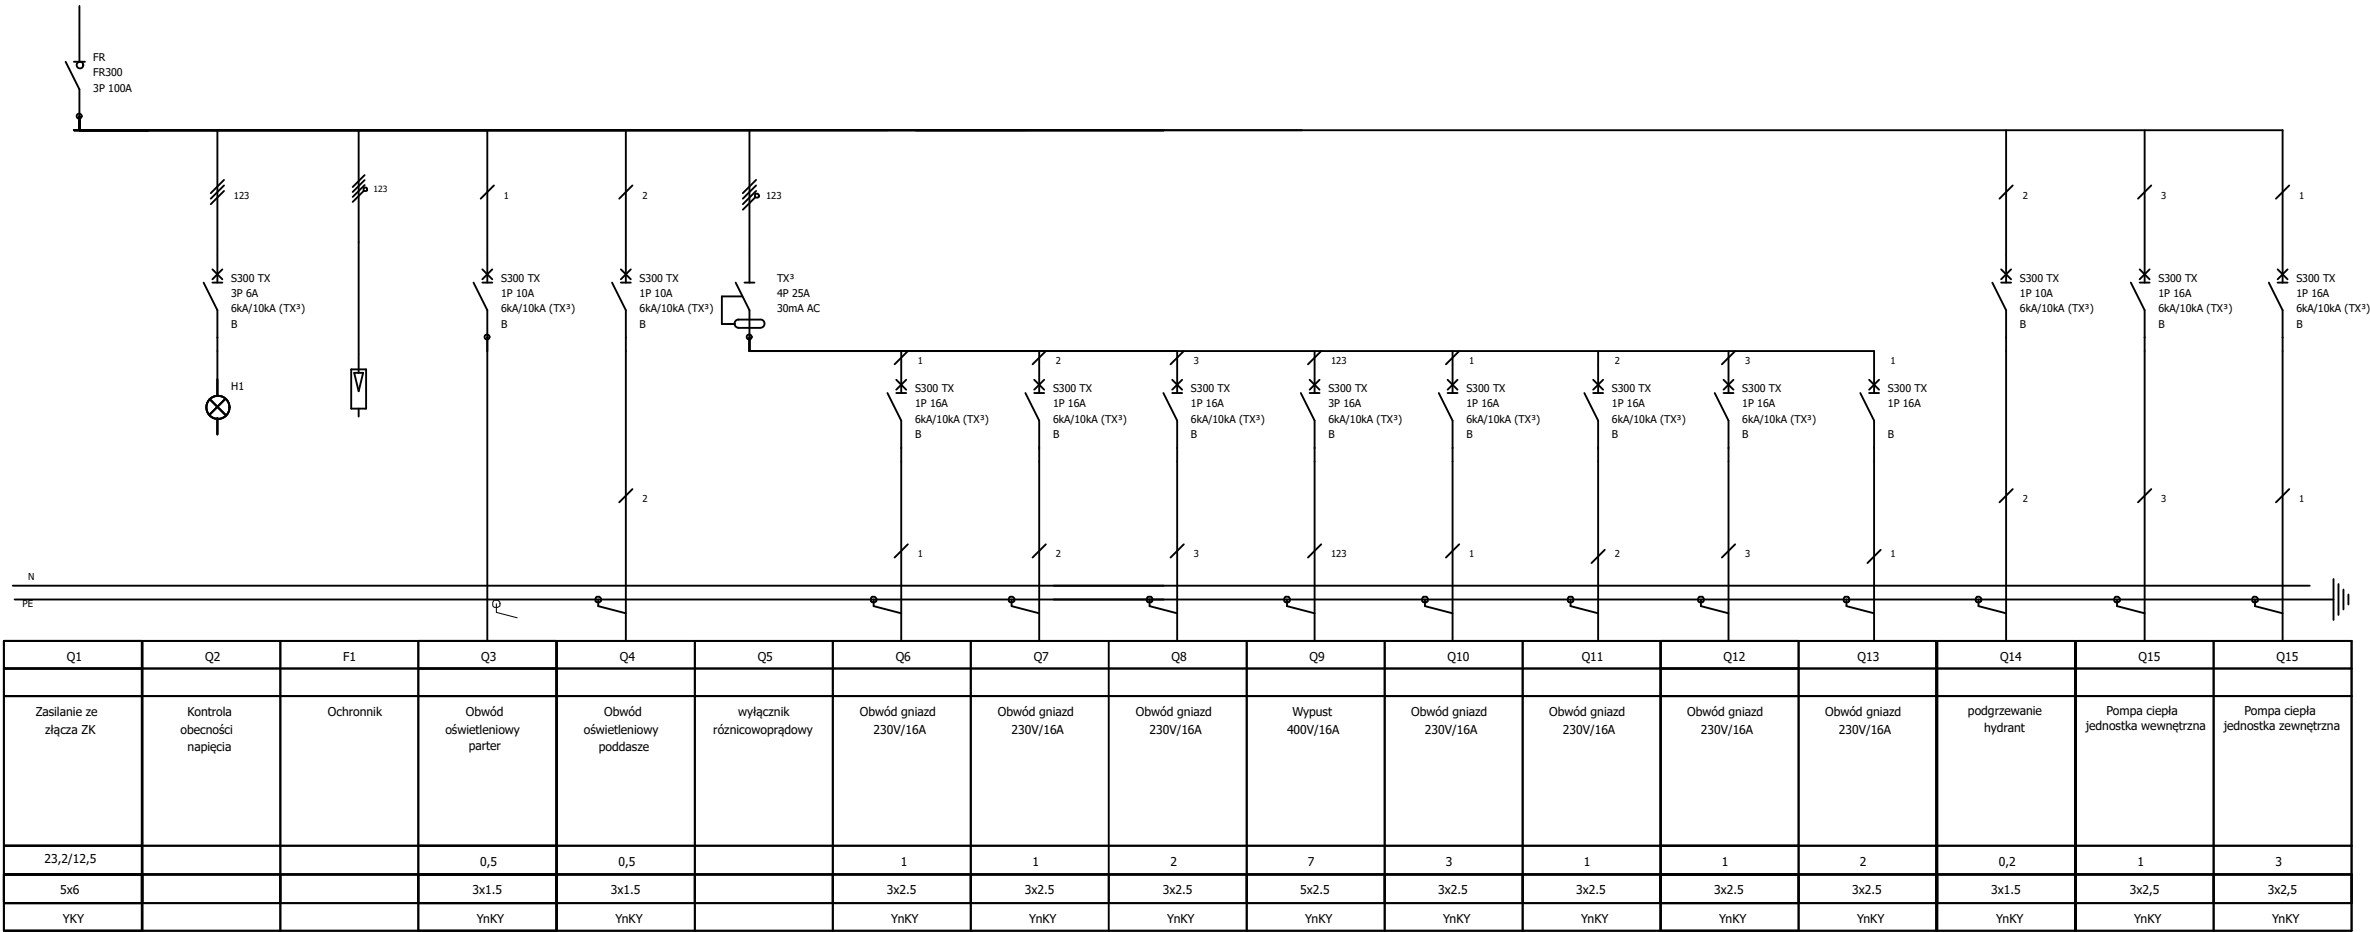 FR
FR300
3P 100A
123
123
1
2
123
2
3
1
S300 TX
3P 6A
6kA/10kA (TX³)
B
S300 TX
1P 10A
6kA/10kA (TX³)
B
S300 TX
1P 10A
6kA/10kA (TX³)
B
TX³
4P 25A
30mA AC
S300 TX
1P 10A
6kA/10kA (TX³)
B
S300 TX
1P 16A
6kA/10kA (TX³)
B
S300 TX
1P 16A
6kA/10kA (TX³)
B
H1
1
2
3
123
1
2
3
1
S300 TX
1P 16A
6kA/10kA (TX³)
B
S300 TX
1P 16A
6kA/10kA (TX³)
B
S300 TX
1P 16A
6kA/10kA (TX³)
B
S300 TX
3P 16A
6kA/10kA (TX³)
B
S300 TX
1P 16A
6kA/10kA (TX³)
B
S300 TX
1P 16A
6kA/10kA (TX³)
B
S300 TX
1P 16A
6kA/10kA (TX³)
B
S300 TX
1P 16A
B
2
2
3
1
1
2
3
123
1
2
3
1
N
PE
Q1 Q2 F1 Q3 Q4 Q5 Q6 Q7 Q8 Q9 Q10 Q11 Q12 Q13 Q14 Q15 Q15
Zasilanie ze
złącza ZK
Kontrola
obecności
napięcia
Ochronnik
Obwód
oświetleniowy
parter
Obwód
oświetleniowy
poddasze
wyłącznik
róznicowoprądowy
Obwód gniazd
230V/16A
Obwód gniazd
230V/16A
Obwód gniazd
230V/16A
Wypust
400V/16A
Obwód gniazd
230V/16A
Obwód gniazd
230V/16A
Obwód gniazd
230V/16A
Obwód gniazd
230V/16A
podgrzewanie
hydrant
Pompa ciepła
jednostka wewnętrzna
Pompa ciepła
jednostka zewnętrzna
23,2/12,5 0,5 0,5 1 1 2 7 3 1 1 2 0,2 1 3
5x6 3x1.5 3x1.5 3x2.5 3x2.5 3x2.5 5x2.5 3x2.5 3x2.5 3x2.5 3x2.5 3x1.5 3x2,5 3x2,5
YKY YnKY YnKY YnKY YnKY YnKY YnKY YnKY YnKY YnKY YnKY YnKY YnKY YnKY